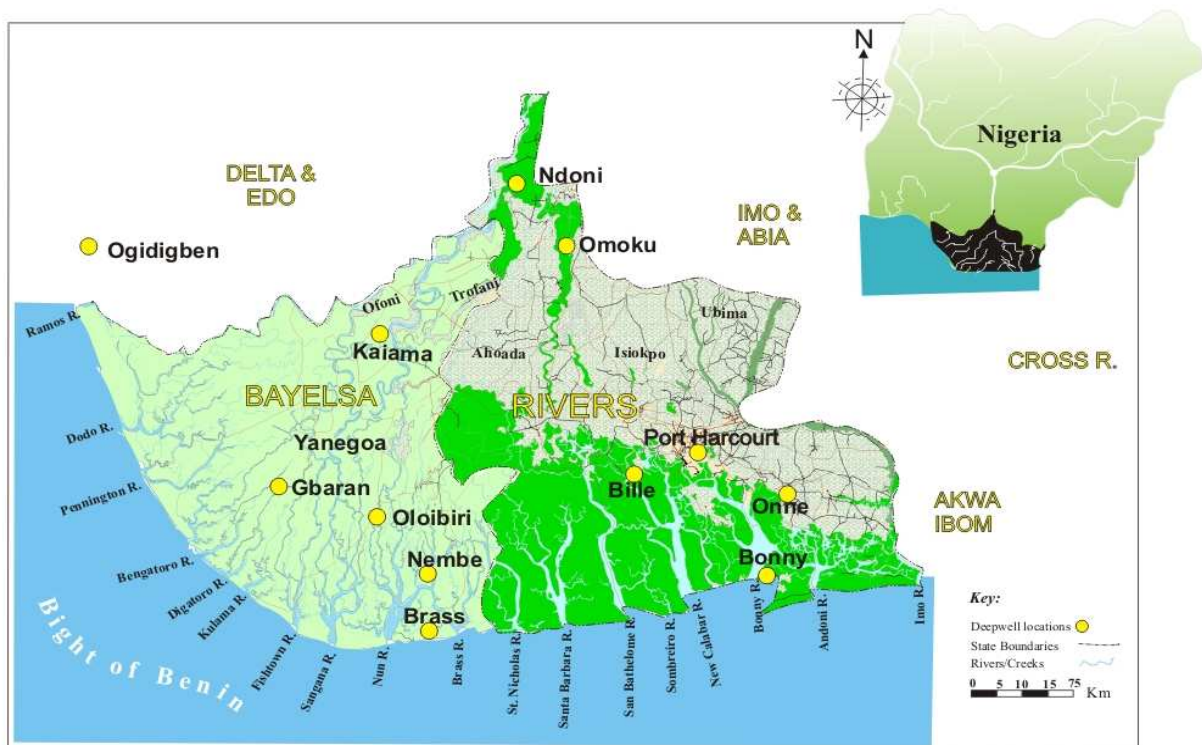 N
Nigeria
DELTA &
EDO
Ndoni
IMO &
ABIA
Ogidigben
Omoku
Ramos R.
Ofoni
Trofani
Ubima
Kaiama
Ahoada
Isiokpo
CROSS R.
BAYELSA
RIVERS
Dodo R.
Yanegoa
Port Harcourt
Pennington R.
Gbaran
Bille
Onne
AKWA
IBOM
Oloibiri
Bengatoro R.
Nembe
Bonny
Digatoro R.
Kulama R.
Brass
Fishtown R.
Sangana R.
Nun R.
Brass R.
St. Nicholas R.
Santa Barbara R.
San Bathelome R.
Sombreiro R.
New Calabar R.
Bonny R.
Andoni R.
Imo R.
Bight of Benin
Key:
Deepwell locations
State Boundaries
Rivers/Creeks
0 5 10 15 75
Km